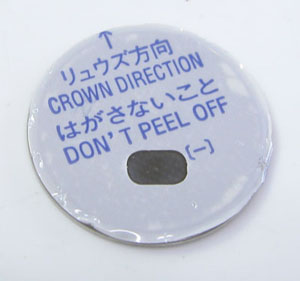 ↑
リュウズ方向
CROWN DIRECTION
はがさないこと
DON'T PEEL OFF
(−)